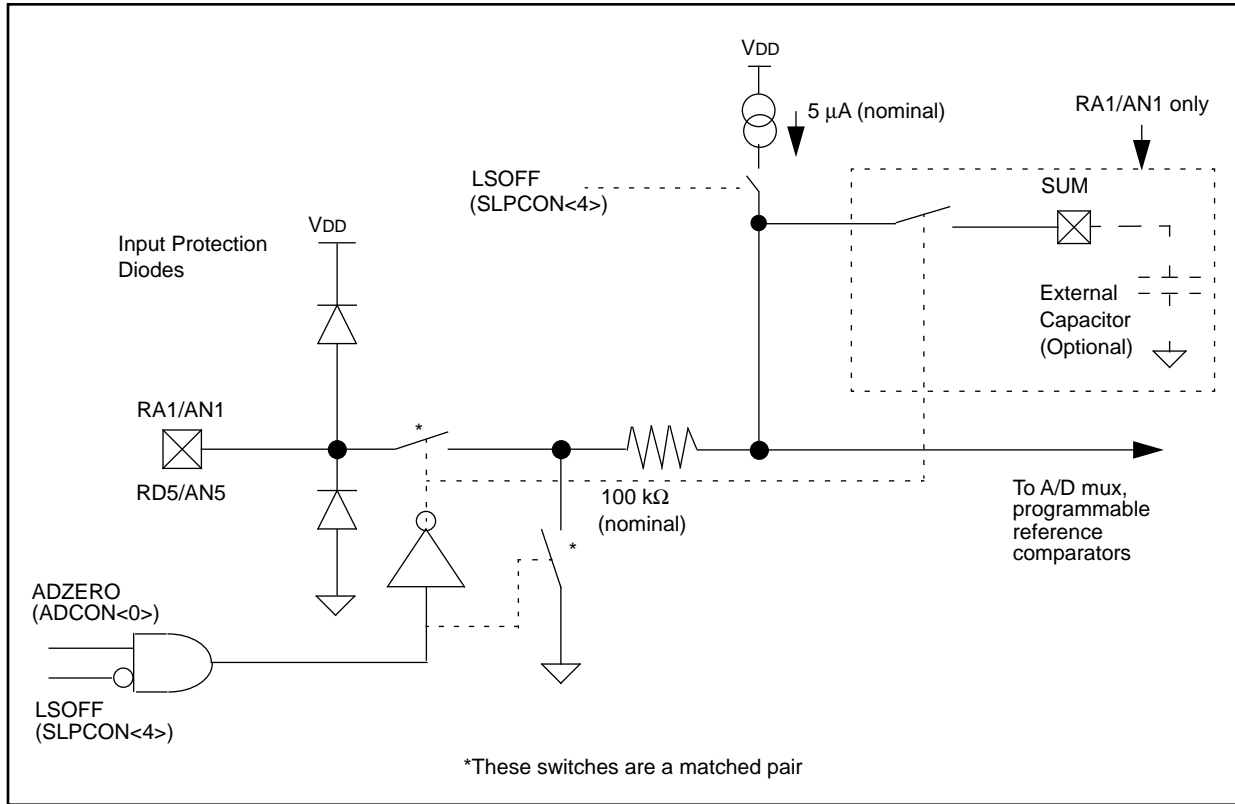 VDD
5 µA (nominal)
RA1/AN1 only
LSOFF
(SLPCON<4>)
SUM
VDD
Input Protection
Diodes
External
Capacitor
(Optional)
RA1/AN1
*
RD5/AN5
100 kΩ
(nominal)
To A/D mux,
programmable
reference
comparators
*
ADZERO
(ADCON<0>)
LSOFF
(SLPCON<4>)
*These switches are a matched pair